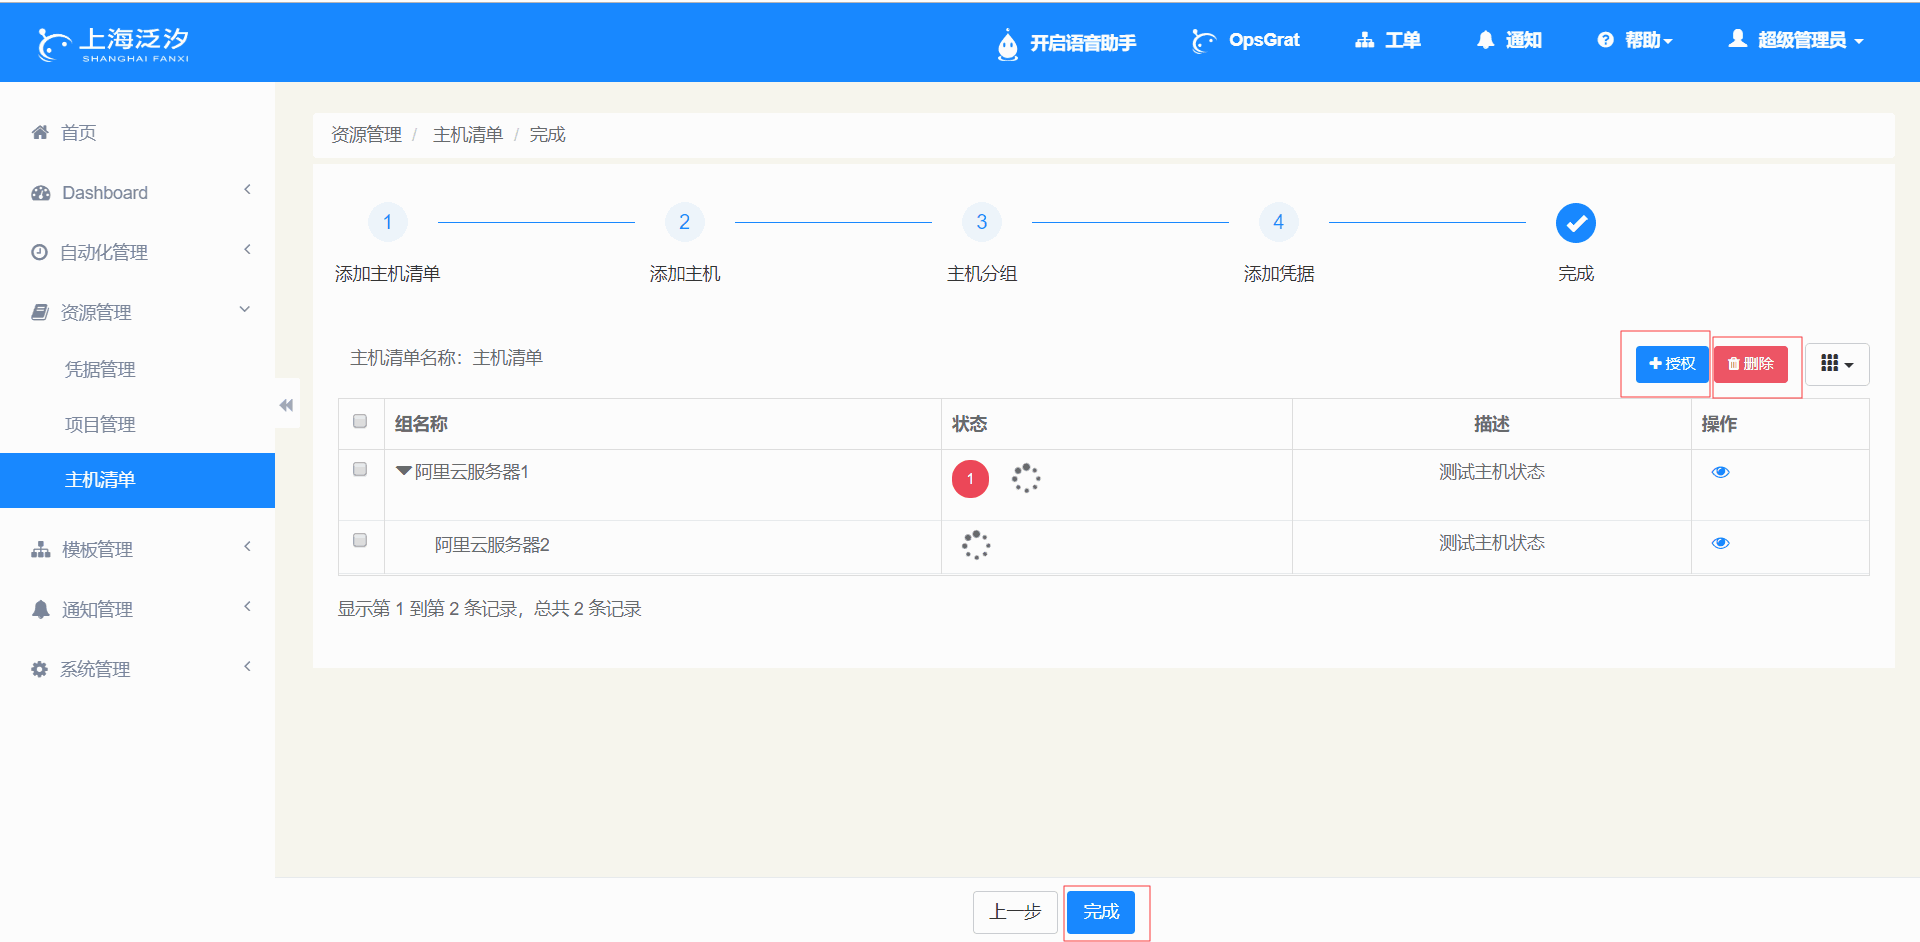 上海泛汐
SHANGHAI FANXI
开启语音助手
OpsGrat
工单
通知
帮助
超级管理员
首页
Dashboard
自动化管理
资源管理
凭据管理
项目管理
主机清单
模板管理
通知管理
系统管理
资源管理 / 主机清单 / 完成
1
2
3
4
添加主机清单
添加主机
主机分组
添加凭据
完成
主机清单名称：主机清单
授权
删除
组名称
状态
描述
操作
阿里云服务器1
1
测试主机状态
阿里云服务器2
测试主机状态
显示第 1 到第 2 条记录，总共 2 条记录
上一步
完成